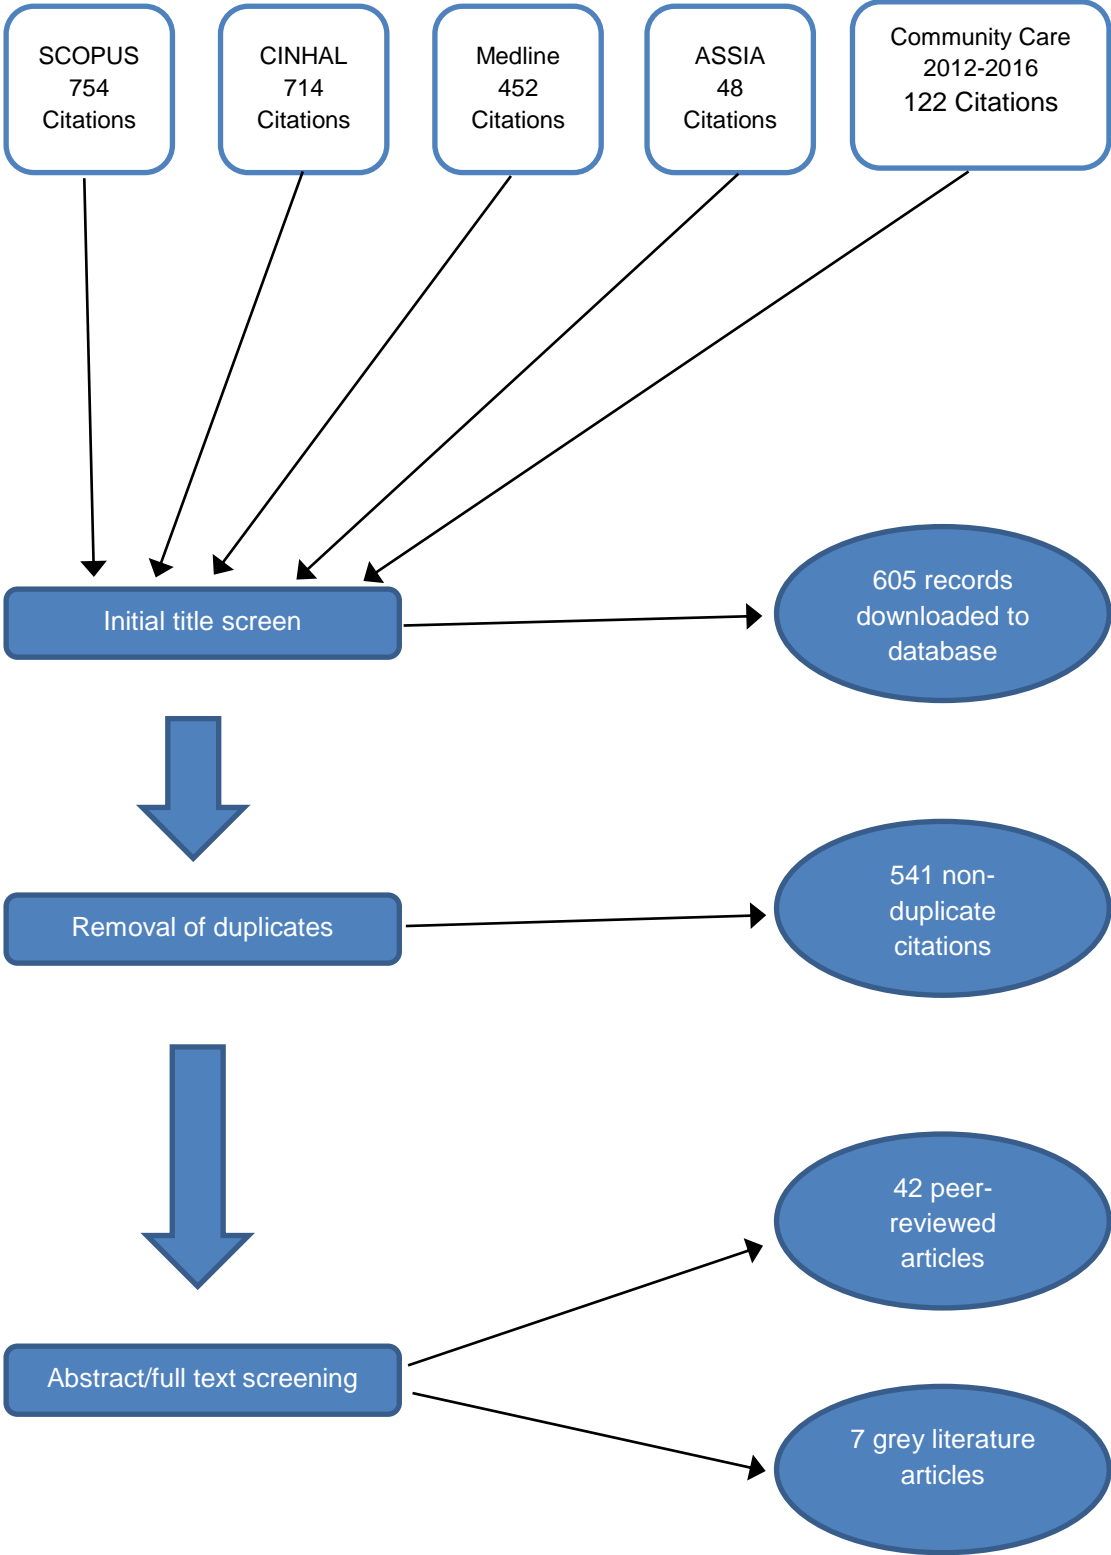 SCOPUS
754
Citations
CINHAL
714
Citations
Medline
452
Citations
ASSIA
48
Citations
Community Care
2012-2016
122 Citations
Initial title screen
605 records
downloaded to
database
Removal of duplicates
541 non-
duplicate
citations
42 peer-
reviewed
articles
Abstract/full text screening
7 grey literature
articles